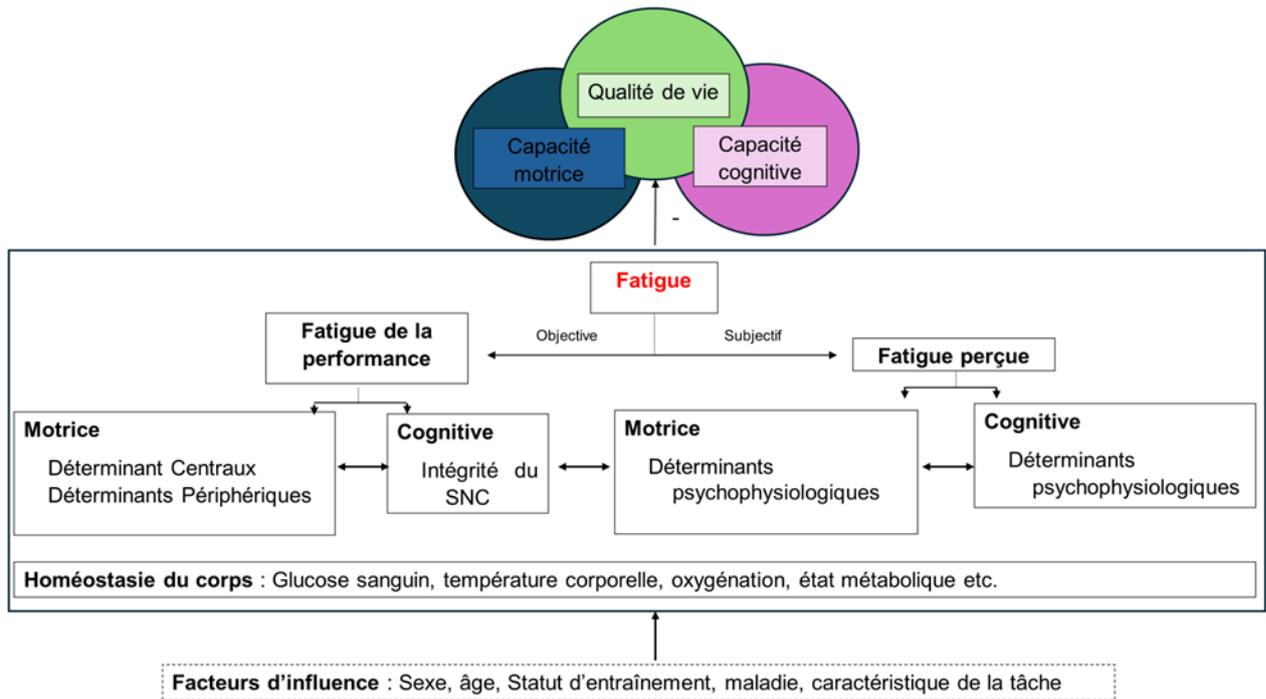 Qualité de vie
Capacité
motrice
Capacité
cognitive
-
Fatigue
Objective
Subjectif
Fatigue de la
performance
Fatigue perçue
Motrice
Déterminant Centraux
Déterminants Périphériques
Cognitive
Intégrité du
SNC
Motrice
Déterminants
psychophysiologiques
Cognitive
Déterminants
psychophysiologiques
Homéostasie du corps : Glucose sanguin, température corporelle, oxygénation, état métabolique etc.
Facteurs d’influence : Sexe, âge, Statut d’entraînement, maladie, caractéristique de la tâche